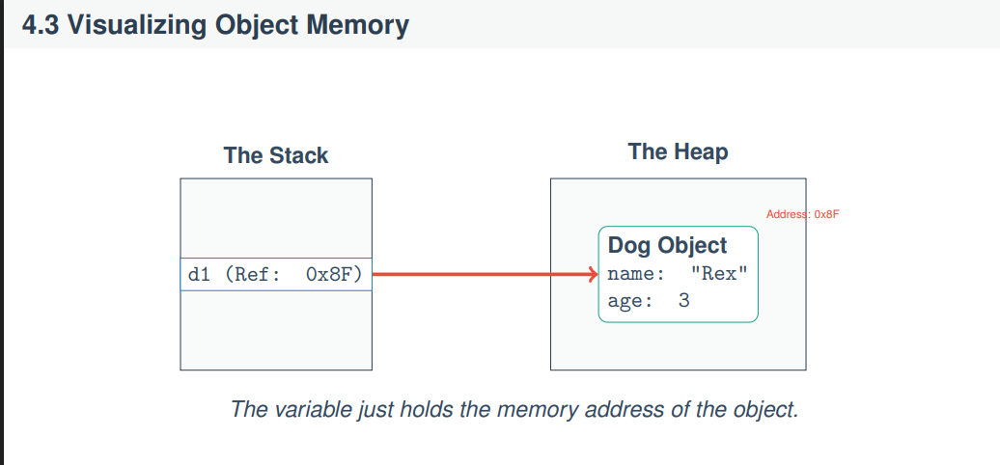 4.3 Visualizing Object Memory
The Stack
The Heap
Address: 0x8F
d1 (Ref: 0x8F)
Dog Object
name: "Rex"
age: 3
The variable just holds the memory address of the object.